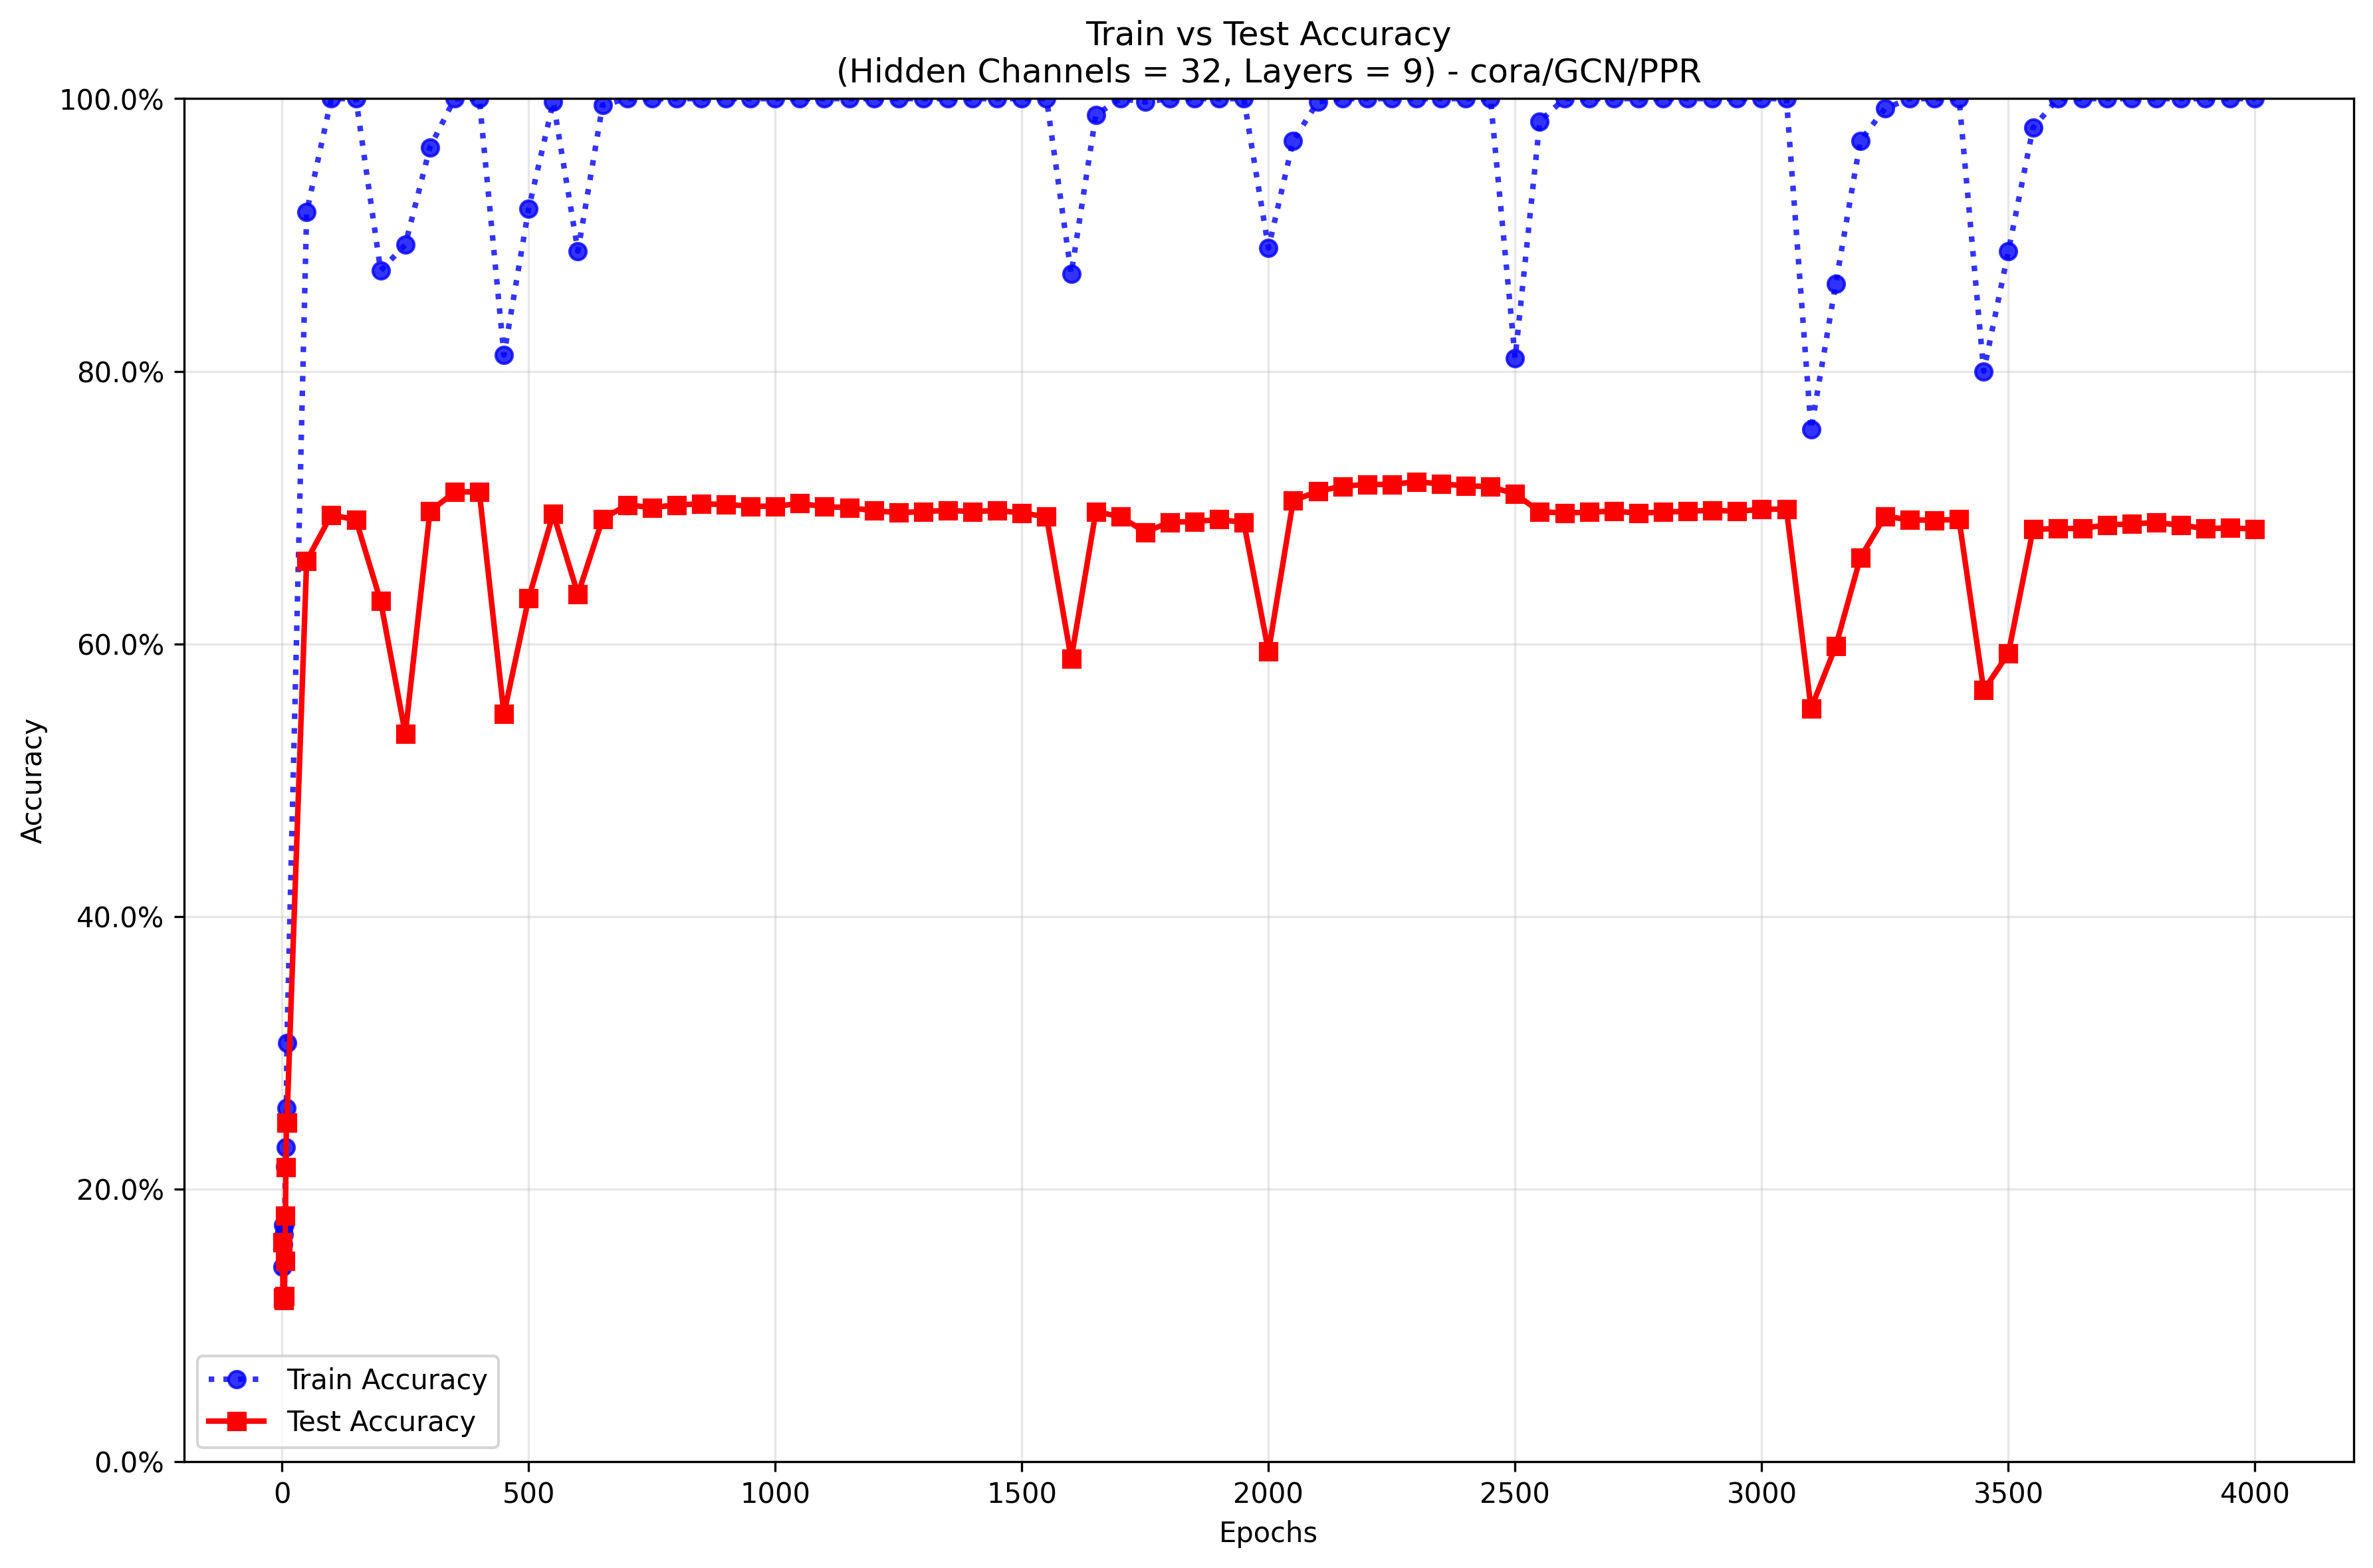 Train vs Test Accuracy
(Hidden Channels = 32, Layers = 9) - cora/GCN/PPR
100.0%
80.0%
60.0%
40.0%
20.0%
0.0%
Accuracy
Train Accuracy
Test Accuracy
0 500 1000 1500 2000 2500 3000 3500 4000
Epochs